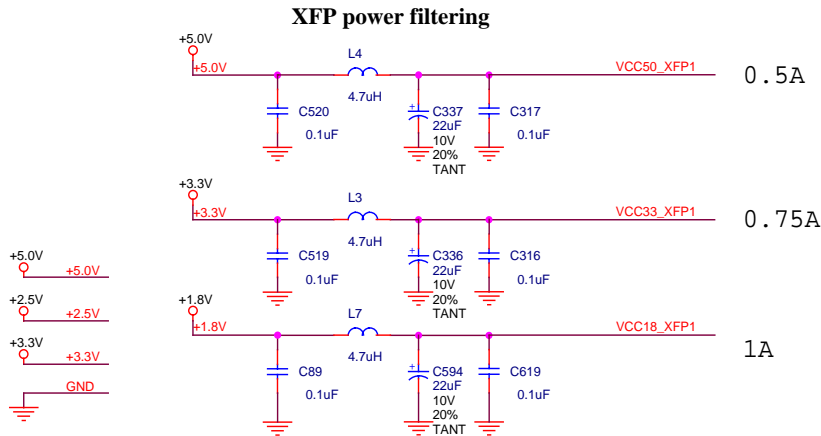 XFP power filtering
+5.0V
+5.0V
L4
4.7uH
VCC50_XFP1
0.5A
C520
0.1uF
+
C337
22uF
10V
20%
TANT
C317
0.1uF
+3.3V
+3.3V
L3
4.7uH
VCC33_XFP1
0.75A
C519
0.1uF
+
C336
22uF
10V
20%
TANT
C316
0.1uF
+5.0V
+5.0V
+2.5V
+2.5V
+3.3V
+3.3V
GND
+1.8V
+1.8V
L7
4.7uH
VCC18_XFP1
1A
C89
0.1uF
+
C594
22uF
10V
20%
TANT
C619
0.1uF